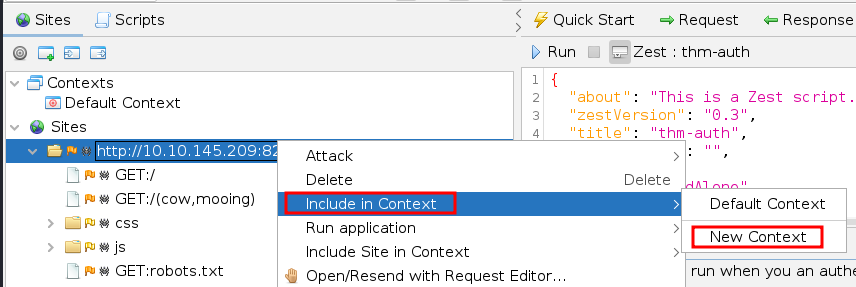 Sites Scripts
Quick Start Request Response
Run Zest : thm-auth
Contexts
Default Context
Sites
http://10.10.145.209:82
GET:/
GET:/(cow,mooing)
css
js
GET:robots.txt
Attack
Delete Delete
Include in Context
Run application
Include Site in Context
Open/Resend with Request Editor...
Default Context
New Context
1 {
2 "about": "This is a Zest script.
3 "zestVersion": "0.3",
4 "title": "thm-auth",
: "",
dAlone"
run when you an authe